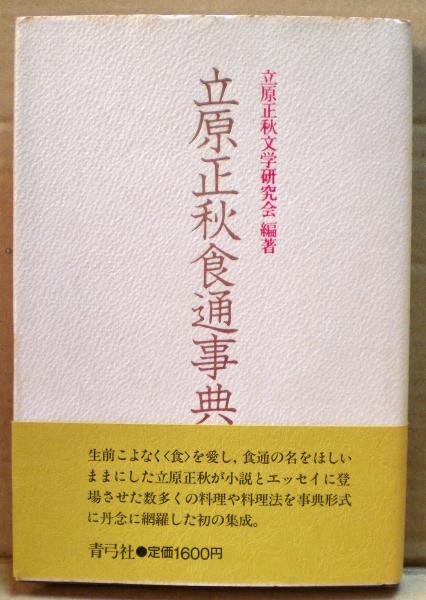 立原正秋文学研究会 編著
立原正秋食通事典
生前こよなく〈食〉を愛し、食通の名をほしい
ままにした立原正秋が小説とエッセイに登
場させた数多くの料理や料理法を事典形式
に丹念に網羅した初の集成。
青弓社●定価1600円